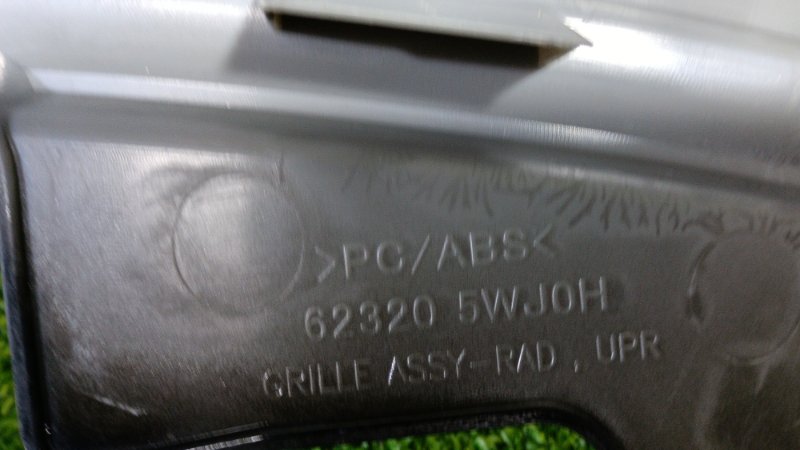 >PC/ABS<
62320 5WJ0H
GRILLE ASSY-RAD , UPR